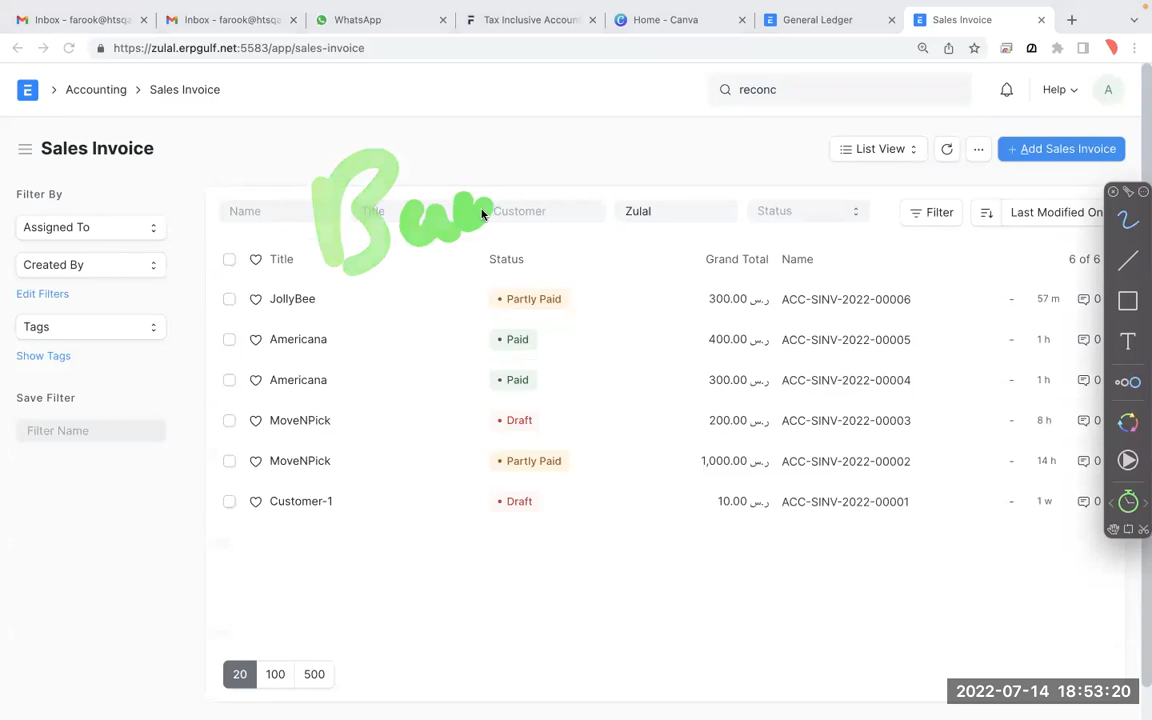 Inbox - farook@htsqa
Inbox - farook@htsqa
WhatsApp
Tax Inclusive Accoun
Home - Canva
General Ledger
Sales Invoice
https://zulal.erpgulf.net:5583/app/sales-invoice
E Accounting Sales Invoice
reconc
Help
A
Sales Invoice
List View
+ Add Sales Invoice
Filter By
Assigned To
Created By
Edit Filters
Tags
Show Tags
Save Filter
Filter Name
Name Title Customer Zulal Status Filter Last Modified On
Title Status Grand Total Name 6 of 6
JollyBee • Partly Paid 300.00 ر.س ACC-SINV-2022-00006 - 57 m 0
Americana • Paid 400.00 ر.س ACC-SINV-2022-00005 - 1 h 0
Americana • Paid 300.00 ر.س ACC-SINV-2022-00004 - 1 h 0
MoveNPick • Draft 200.00 ر.س ACC-SINV-2022-00003 - 8 h 0
MoveNPick • Partly Paid 1,000.00 ر.س ACC-SINV-2022-00002 - 14 h 0
Customer-1 • Draft 10.00 ر.س ACC-SINV-2022-00001 - 1 w 0
20 100 500
T
2022-07-14 18:53:20